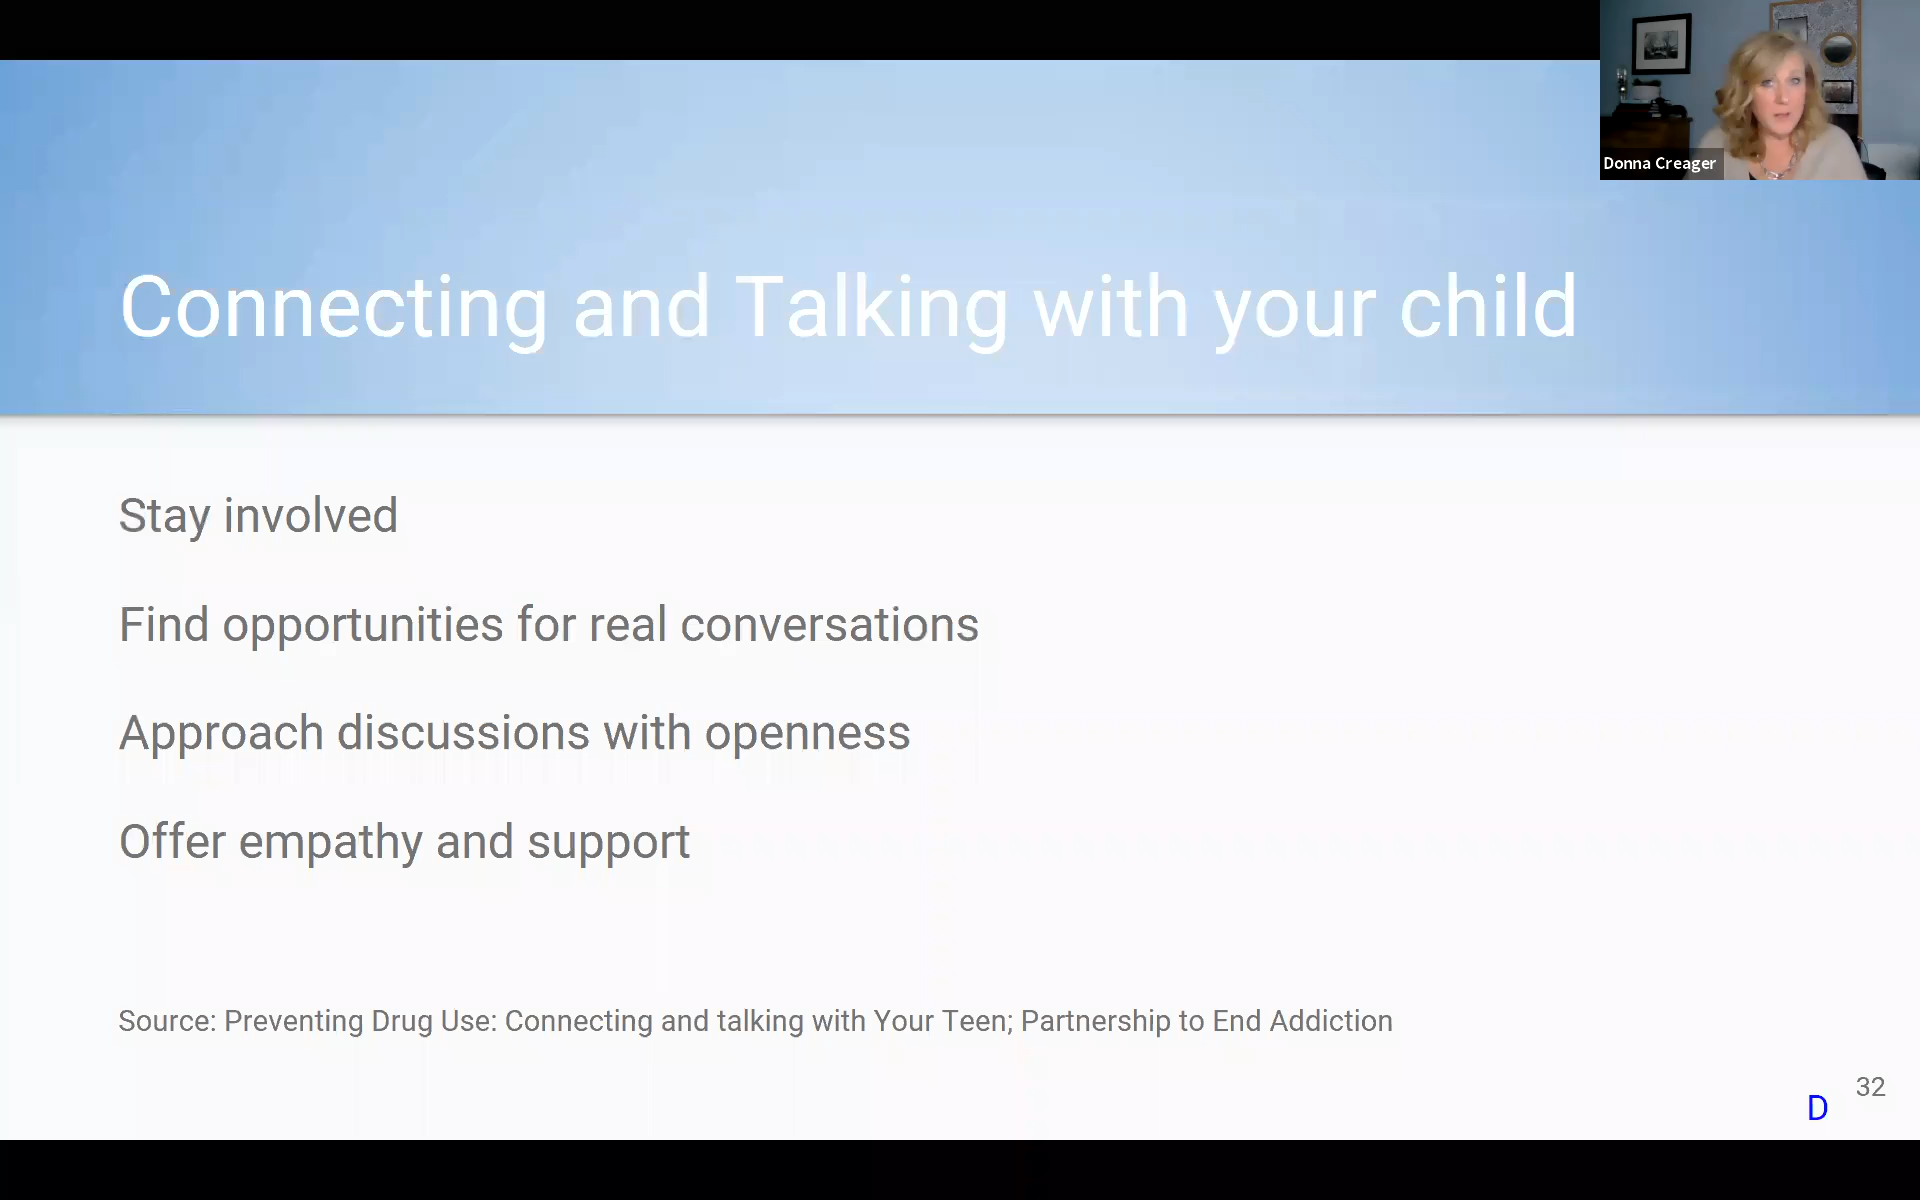 Donna Creager
Connecting and Talking with your child
Stay involved
Find opportunities for real conversations
Approach discussions with openness
Offer empathy and support
Source: Preventing Drug Use: Connecting and talking with Your Teen; Partnership to End Addiction
32
D